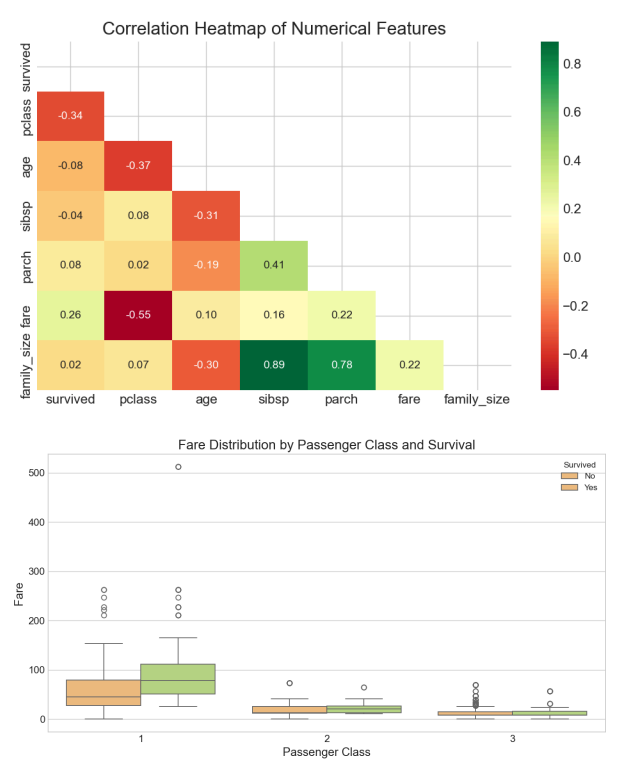 Correlation Heatmap of Numerical Features
survived
pclass
-0.34
age
-0.08 -0.37
sibsp
-0.04 0.08 -0.31
parch
0.08 0.02 -0.19 0.41
fare
0.26 -0.55 0.10 0.16 0.22
family_size
0.02 0.07 -0.30 0.89 0.78 0.22
survived pclass age sibsp parch fare family_size
0.8
0.6
0.4
0.2
0.0
−0.2
−0.4
Fare Distribution by Passenger Class and Survival
Survived
No
Yes
Fare
500
400
300
200
100
0
1 2 3
Passenger Class